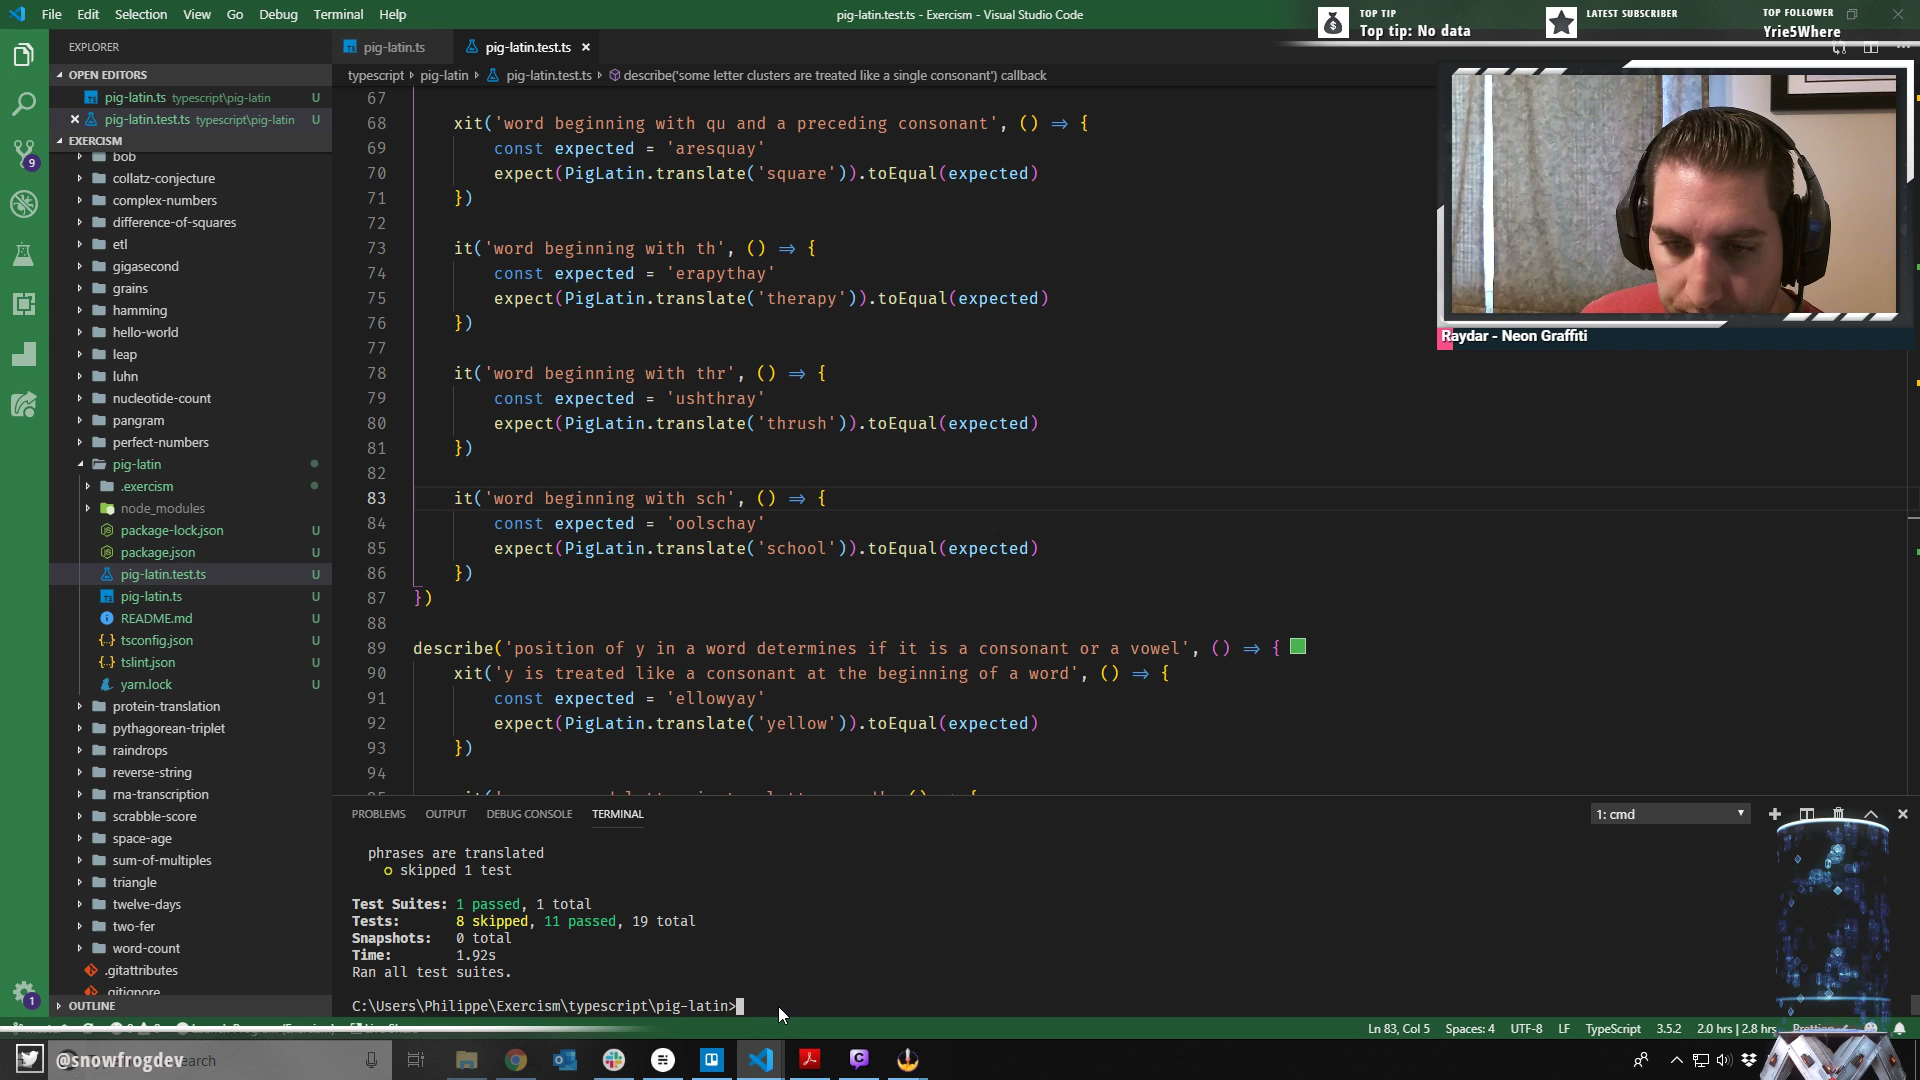 File Edit Selection View Go Debug Terminal Help
pig-latin.test.ts - Exercism - Visual Studio Code
TOP TIP
Top tip: No data
LATEST SUBSCRIBER
TOP FOLLOWER
Yrie5Where
EXPLORER
OPEN EDITORS
pig-latin.ts typescript\pig-latin U
pig-latin.test.ts typescript\pig-latin U
EXERCISM
bob
collatz-conjecture
complex-numbers
difference-of-squares
etl
gigasecond
grains
hamming
hello-world
leap
luhn
nucleotide-count
pangram
perfect-numbers
pig-latin
.exercism
node_modules
package-lock.json U
package.json U
pig-latin.test.ts U
pig-latin.ts U
README.md U
tsconfig.json U
tslint.json U
yarn.lock U
protein-translation
pythagorean-triplet
raindrops
reverse-string
rna-transcription
scrabble-score
space-age
sum-of-multiples
triangle
twelve-days
two-fer
word-count
.gitattributes
.gitignore
OUTLINE
9
1
pig-latin.ts
pig-latin.test.ts
typescript pig-latin pig-latin.test.ts describe('some letter clusters are treated like a single consonant') callback
67
68 xit('word beginning with qu and a preceding consonant', () => {
69 const expected = 'aresquay'
70 expect(PigLatin.translate('square')).toEqual(expected)
71 })
72
73 it('word beginning with th', () => {
74 const expected = 'erapythay'
75 expect(PigLatin.translate('therapy')).toEqual(expected)
76 })
77
78 it('word beginning with thr', () => {
79 const expected = 'ushthray'
80 expect(PigLatin.translate('thrush')).toEqual(expected)
81 })
82
83 it('word beginning with sch', () => {
84 const expected = 'oolschay'
85 expect(PigLatin.translate('school')).toEqual(expected)
86 })
87 })
88
89 describe('position of y in a word determines if it is a consonant or a vowel', () => {
90 xit('y is treated like a consonant at the beginning of a word', () => {
91 const expected = 'ellowyay'
92 expect(PigLatin.translate('yellow')).toEqual(expected)
93 })
94
Raydar - Neon Graffiti
PROBLEMS OUTPUT DEBUG CONSOLE TERMINAL
1: cmd
phrases are translated
o skipped 1 test
Test Suites: 1 passed, 1 total
Tests: 8 skipped, 11 passed, 19 total
Snapshots: 0 total
Time: 1.92s
Ran all test suites.
C:\Users\Philippe\Exercism\typescript\pig-latin>
Ln 83, Col 5 Spaces: 4 UTF-8 LF TypeScript 3.5.2 2.0 hrs | 2.8 hrs
@snowfrogdev